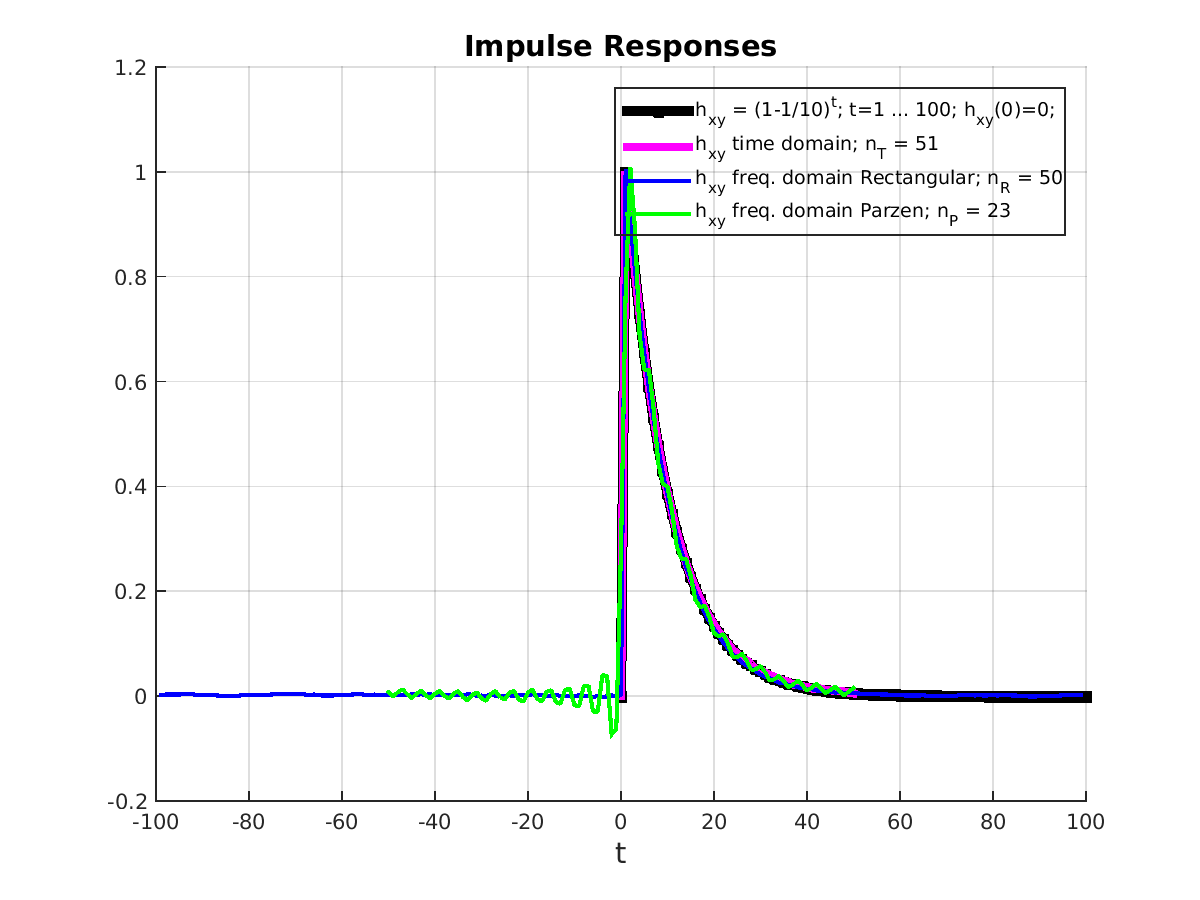 Impulse Responses
1.2
1
0.8
0.6
0.4
0.2
0
-0.2
h_xy = (1-1/10)^t; t=1 ... 100; h_xy(0)=0;
h_xy time domain; n_T = 51
h_xy freq. domain Rectangular; n_R = 50
h_xy freq. domain Parzen; n_P = 23
-100 -80 -60 -40 -20 0 20 40 60 80 100
t